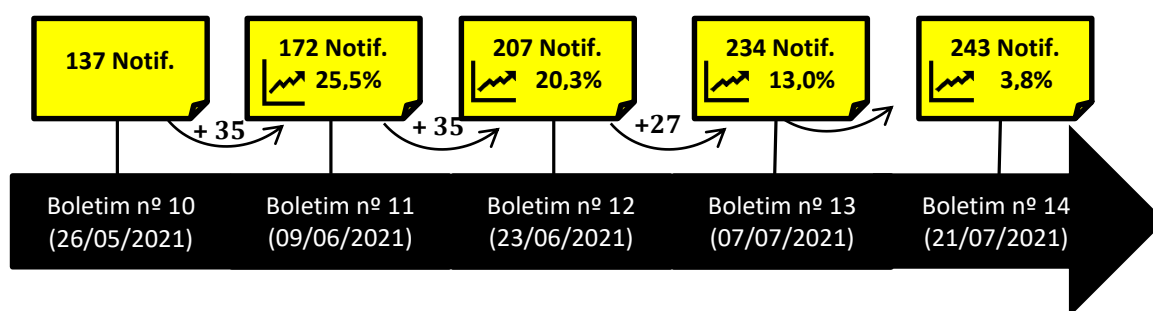 137 Notif.
172 Notif.
25,5%
207 Notif.
20,3%
234 Notif.
13,0%
243 Notif.
3,8%
+ 35
+ 35
+27
Boletim nº 10
(26/05/2021)
Boletim nº 11
(09/06/2021)
Boletim nº 12
(23/06/2021)
Boletim nº 13
(07/07/2021)
Boletim nº 14
(21/07/2021)